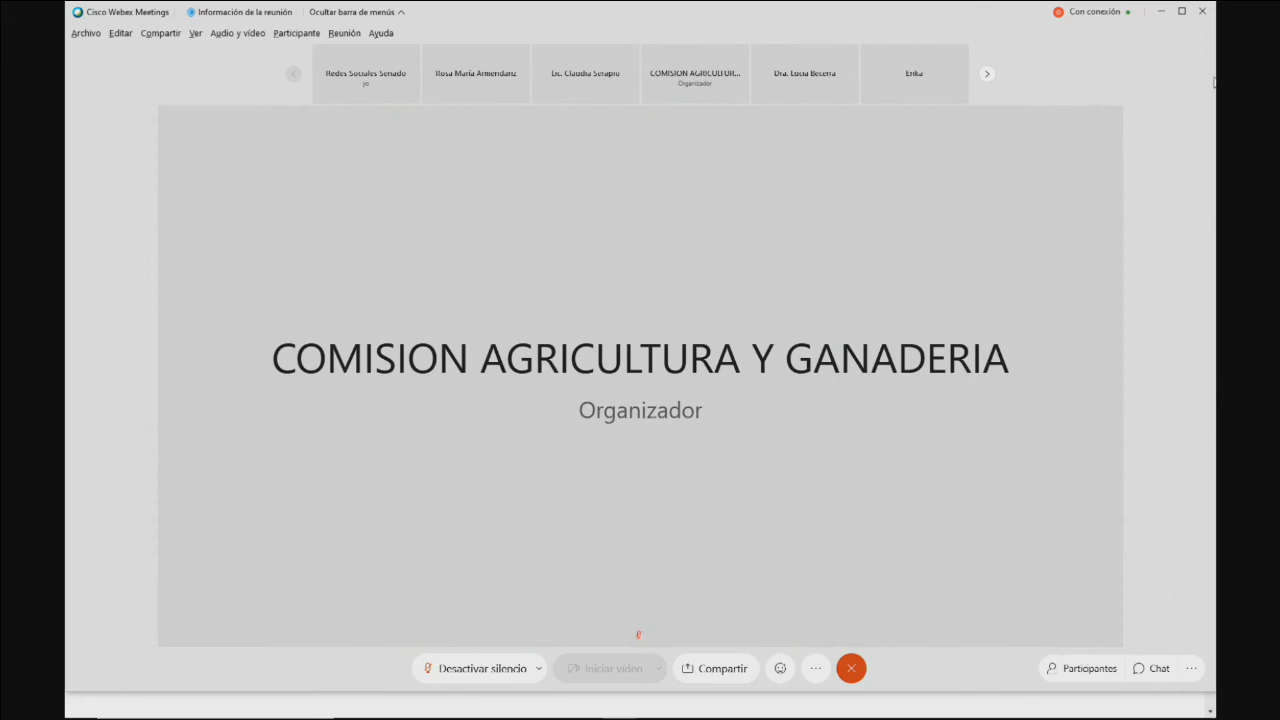 Cisco Webex Meetings
Información de la reunión
Ocultar barra de menús
Con conexión
Archivo Editar Compartir Ver Audio y vídeo Participante Reunión Ayuda
Redes Sociales Senado
yo
Rosa María Armendariz
Lic. Claudia Serapio
COMISION AGRICULTUR...
Organizador
Dra. Lucia Becerra
Erika
COMISION AGRICULTURA Y GANADERIA
Organizador
Desactivar silencio
Iniciar vídeo
Compartir
Participantes
Chat